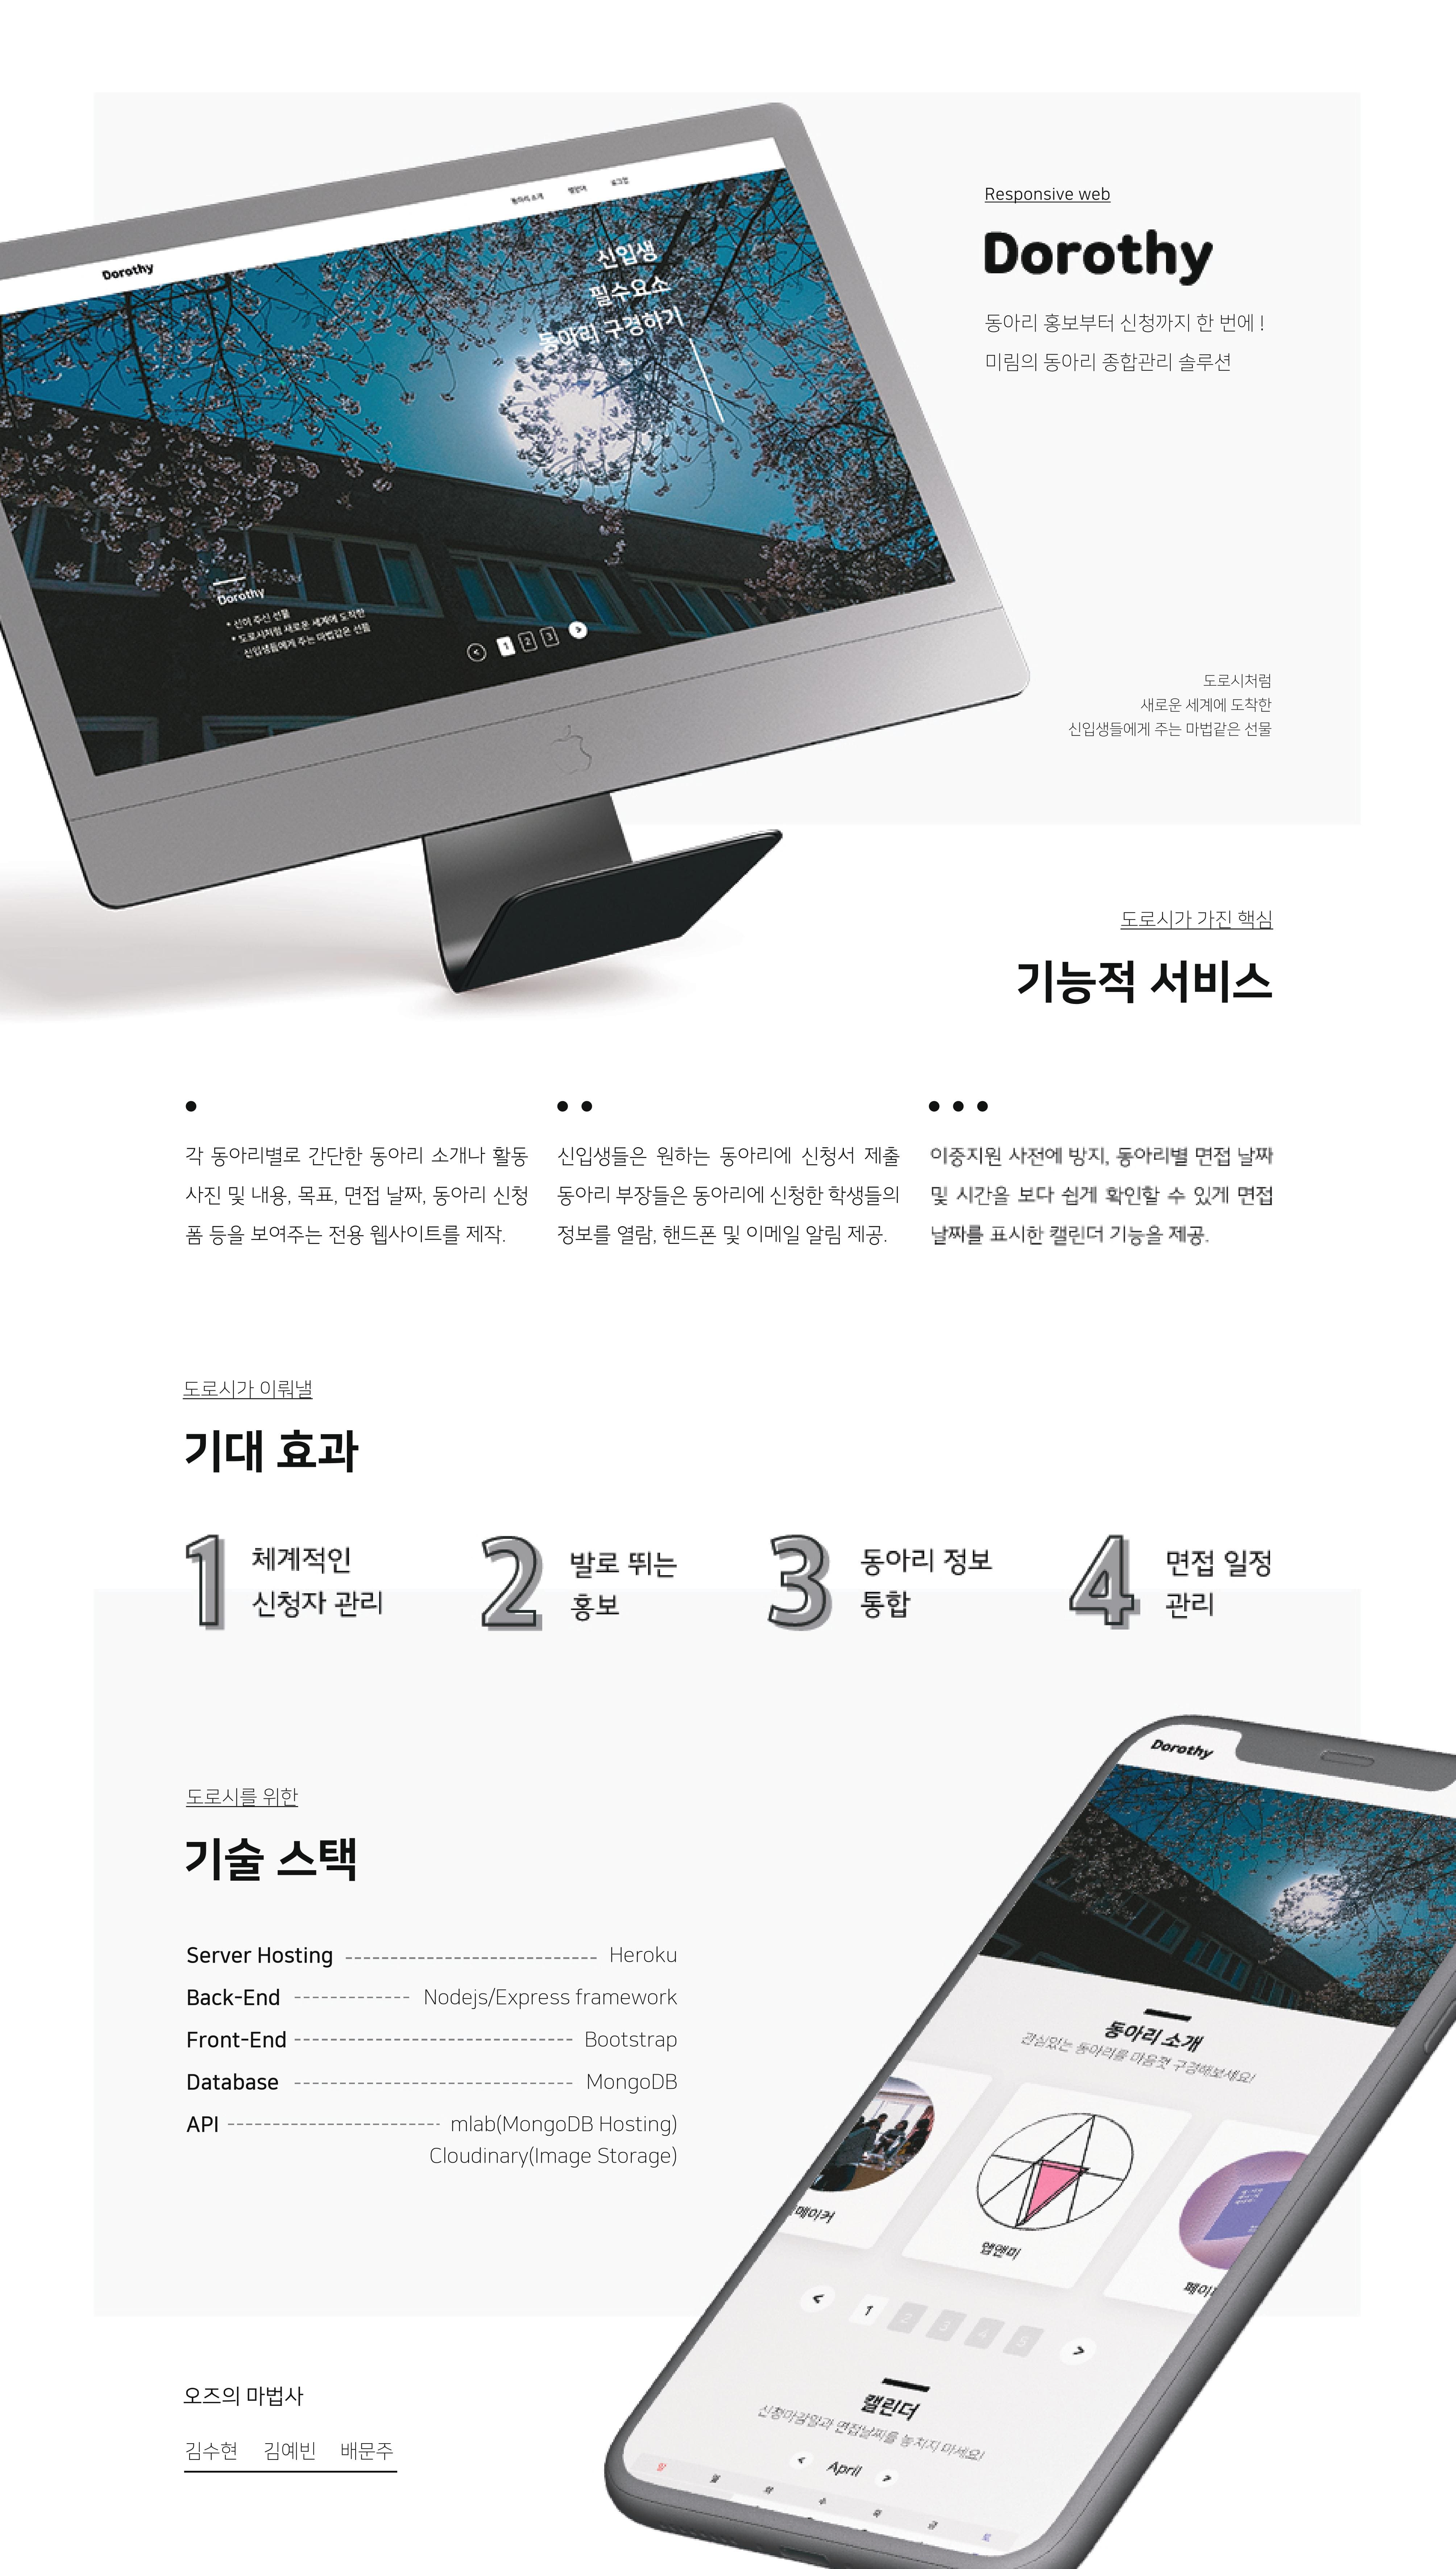 Responsive web
Dorothy
동아리 홍보부터 신청까지 한 번에 !
미림의 동아리 종합관리 솔루션
Dorothy
동아리 소개 캘린더 로그인
신입생
필수요소
동아리 구경하기
Dorothy
* 신이 주신 선물
* 도로시처럼 새로운 세계에 도착한
신입생들에게 주는 마법같은 선물
< 1 2 3 >
도로시처럼
새로운 세계에 도착한
신입생들에게 주는 마법같은 선물
도로시가 가진 핵심
기능적 서비스
각 동아리별로 간단한 동아리 소개나 활동
사진 및 내용, 목표, 면접 날짜, 동아리 신청
폼 등을 보여주는 전용 웹사이트를 제작.
신입생들은 원하는 동아리에 신청서 제출
동아리 부장들은 동아리에 신청한 학생들의
정보를 열람, 핸드폰 및 이메일 알림 제공.
이중지원 사전에 방지, 동아리별 면접 날짜
및 시간을 보다 쉽게 확인할 수 있게 면접
날짜를 표시한 캘린더 기능을 제공.
도로시가 이뤄낼
기대 효과
1 체계적인
신청자 관리
2 발로 뛰는
홍보
3 동아리 정보
통합
4 면접 일정
관리
도로시를 위한
기술 스택
Server Hosting Heroku
Back-End Nodejs/Express framework
Front-End Bootstrap
Database MongoDB
API mlab(MongoDB Hosting)
Cloudinary(Image Storage)
Dorothy
동아리 소개
관심있는 동아리를 마음껏 구경해보세요!
메이커
앱앤미
페이
< 1 2 3 4 5 >
캘린더
신청마감일과 면접날짜를 놓치지 마세요!
< April >
일 월 화 수 목 금 토
오즈의 마법사
김수현 김예빈 배문주